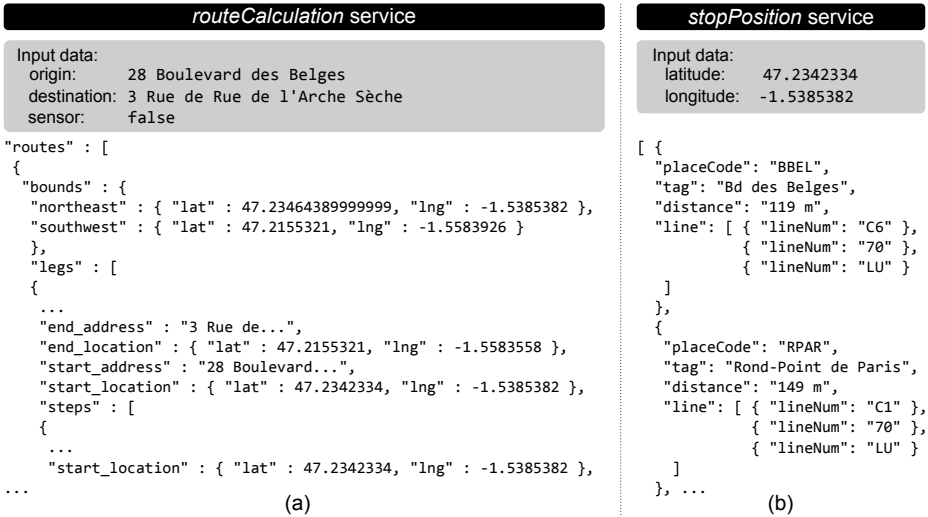 routeCalculation service
Input data:
origin: 28 Boulevard des Belges
destination: 3 Rue de Rue de l'Arche Sèche
sensor: false
"routes" : [
{
"bounds" : {
"northeast" : { "lat" : 47.23464389999999, "lng" : -1.5385382 },
"southwest" : { "lat" : 47.2155321, "lng" : -1.5583926 }
},
"legs" : [
{
...
"end_address" : "3 Rue de...",
"end_location" : { "lat" : 47.2155321, "lng" : -1.5583558 },
"start_address" : "28 Boulevard...",
"start_location" : { "lat" : 47.2342334, "lng" : -1.5385382 },
"steps" : [
{
...
"start_location" : { "lat" : 47.2342334, "lng" : -1.5385382 },
...
(a)
stopPosition service
Input data:
latitude: 47.2342334
longitude: -1.5385382
[ {
"placeCode": "BBEL",
"tag": "Bd des Belges",
"distance": "119 m",
"line": [ { "lineNum": "C6" },
{ "lineNum": "70" },
{ "lineNum": "LU" }
]
},
{
"placeCode": "RPAR",
"tag": "Rond-Point de Paris",
"distance": "149 m",
"line": [ { "lineNum": "C1" },
{ "lineNum": "70" },
{ "lineNum": "LU" }
]
}, ...
(b)